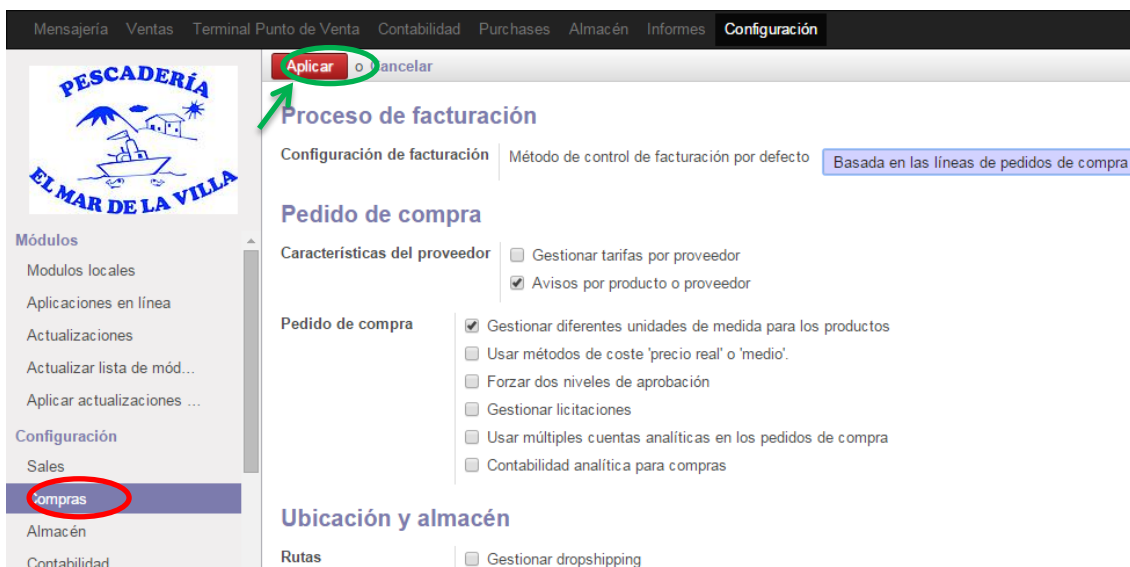 Mensajería Ventas Terminal Punto de Venta Contabilidad Purchases Almacén Informes Configuración
Aplicar o Cancelar
PESCADERÍA
EL MAR DE LA VILLA
Proceso de facturación
Configuración de facturación Método de control de facturación por defecto Basada en las líneas de pedidos de compra
Pedido de compra
Módulos
Características del proveedor Gestionar tarifas por proveedor
Modulos locales
Avisos por producto o proveedor
Aplicaciones en línea
Pedido de compra Gestionar diferentes unidades de medida para los productos
Actualizaciones
Usar métodos de coste 'precio real' o 'medio'.
Actualizar lista de mód...
Forzar dos niveles de aprobación
Aplicar actualizaciones ...
Gestionar licitaciones
Configuración
Usar múltiples cuentas analíticas en los pedidos de compra
Sales
Contabilidad analítica para compras
Compras
Ubicación y almacén
Almacén
Rutas Gestionar dropshipping
Contabilidad